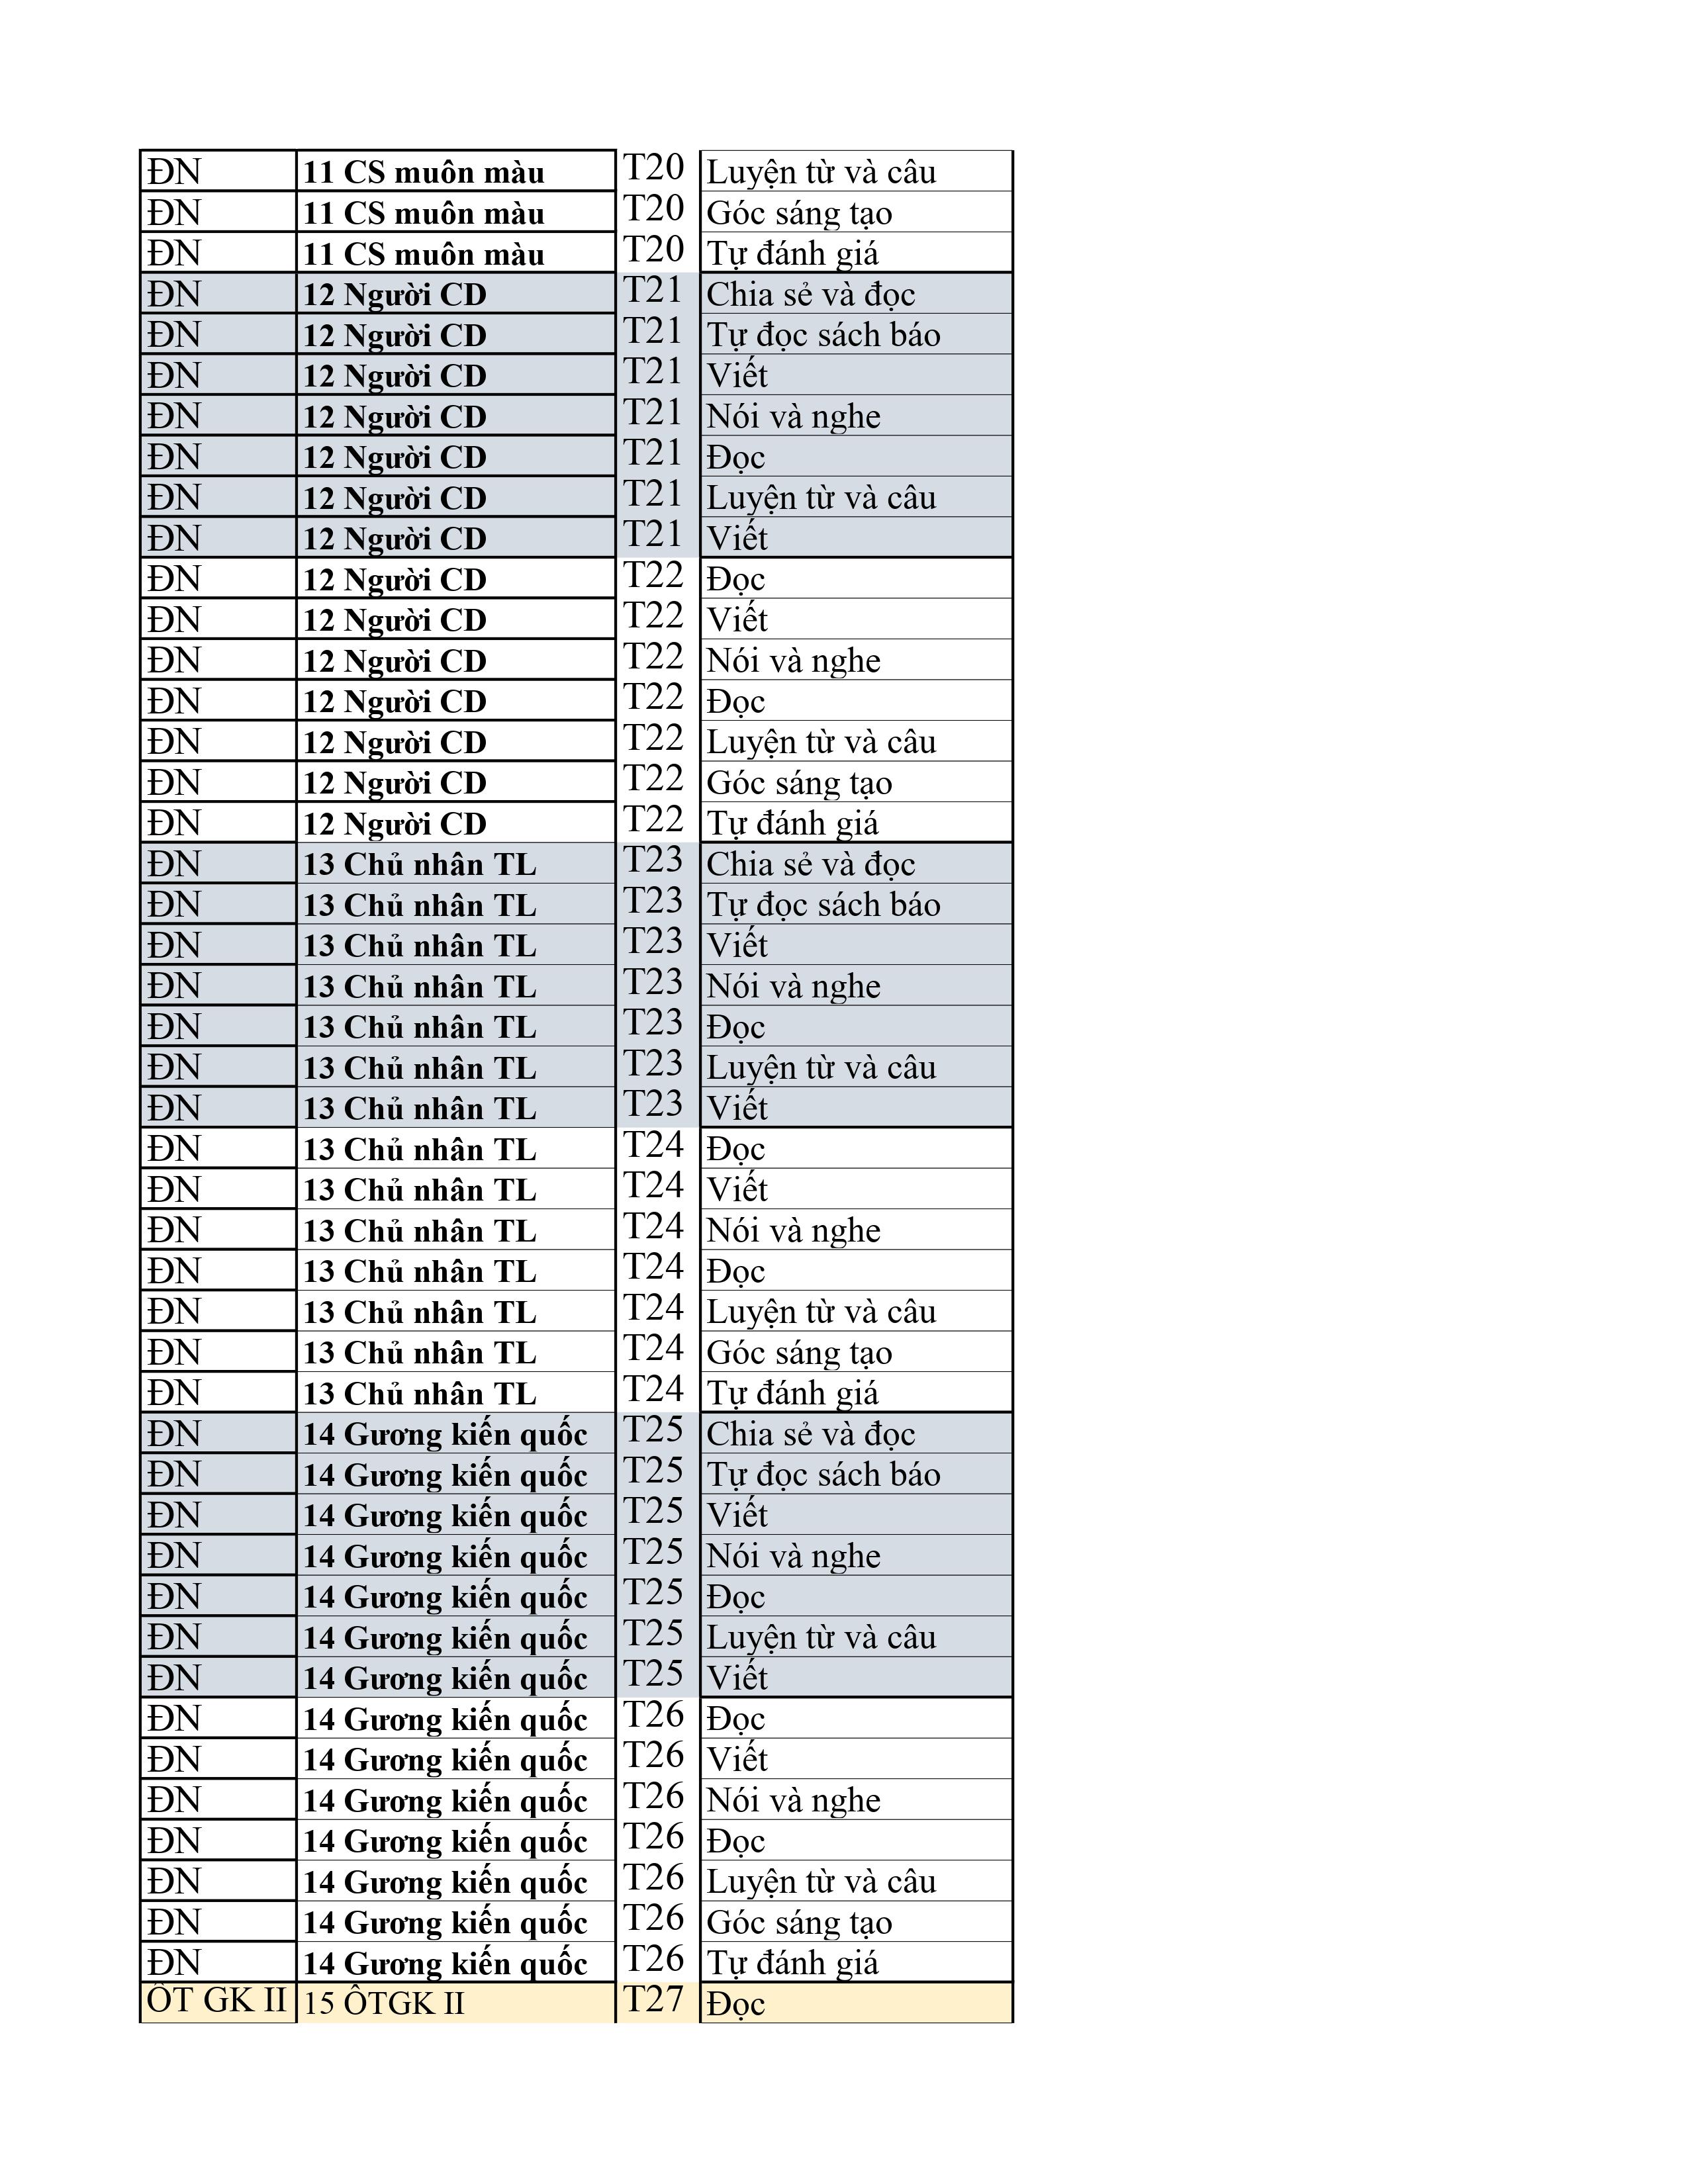 ĐN 11 CS muôn màu T20 Luyện từ và câu
ĐN 11 CS muôn màu T20 Góc sáng tạo
ĐN 11 CS muôn màu T20 Tự đánh giá
ĐN 12 Người CD T21 Chia sẻ và đọc
ĐN 12 Người CD T21 Tự đọc sách báo
ĐN 12 Người CD T21 Viết
ĐN 12 Người CD T21 Nói và nghe
ĐN 12 Người CD T21 Đọc
ĐN 12 Người CD T21 Luyện từ và câu
ĐN 12 Người CD T21 Viết
ĐN 12 Người CD T22 Đọc
ĐN 12 Người CD T22 Viết
ĐN 12 Người CD T22 Nói và nghe
ĐN 12 Người CD T22 Đọc
ĐN 12 Người CD T22 Luyện từ và câu
ĐN 12 Người CD T22 Góc sáng tạo
ĐN 12 Người CD T22 Tự đánh giá
ĐN 13 Chủ nhân TL T23 Chia sẻ và đọc
ĐN 13 Chủ nhân TL T23 Tự đọc sách báo
ĐN 13 Chủ nhân TL T23 Viết
ĐN 13 Chủ nhân TL T23 Nói và nghe
ĐN 13 Chủ nhân TL T23 Đọc
ĐN 13 Chủ nhân TL T23 Luyện từ và câu
ĐN 13 Chủ nhân TL T23 Viết
ĐN 13 Chủ nhân TL T24 Đọc
ĐN 13 Chủ nhân TL T24 Viết
ĐN 13 Chủ nhân TL T24 Nói và nghe
ĐN 13 Chủ nhân TL T24 Đọc
ĐN 13 Chủ nhân TL T24 Luyện từ và câu
ĐN 13 Chủ nhân TL T24 Góc sáng tạo
ĐN 13 Chủ nhân TL T24 Tự đánh giá
ĐN 14 Gương kiến quốc T25 Chia sẻ và đọc
ĐN 14 Gương kiến quốc T25 Tự đọc sách báo
ĐN 14 Gương kiến quốc T25 Viết
ĐN 14 Gương kiến quốc T25 Nói và nghe
ĐN 14 Gương kiến quốc T25 Đọc
ĐN 14 Gương kiến quốc T25 Luyện từ và câu
ĐN 14 Gương kiến quốc T25 Viết
ĐN 14 Gương kiến quốc T26 Đọc
ĐN 14 Gương kiến quốc T26 Viết
ĐN 14 Gương kiến quốc T26 Nói và nghe
ĐN 14 Gương kiến quốc T26 Đọc
ĐN 14 Gương kiến quốc T26 Luyện từ và câu
ĐN 14 Gương kiến quốc T26 Góc sáng tạo
ĐN 14 Gương kiến quốc T26 Tự đánh giá
ÔT GK II 15 ÔTGK II T27 Đọc